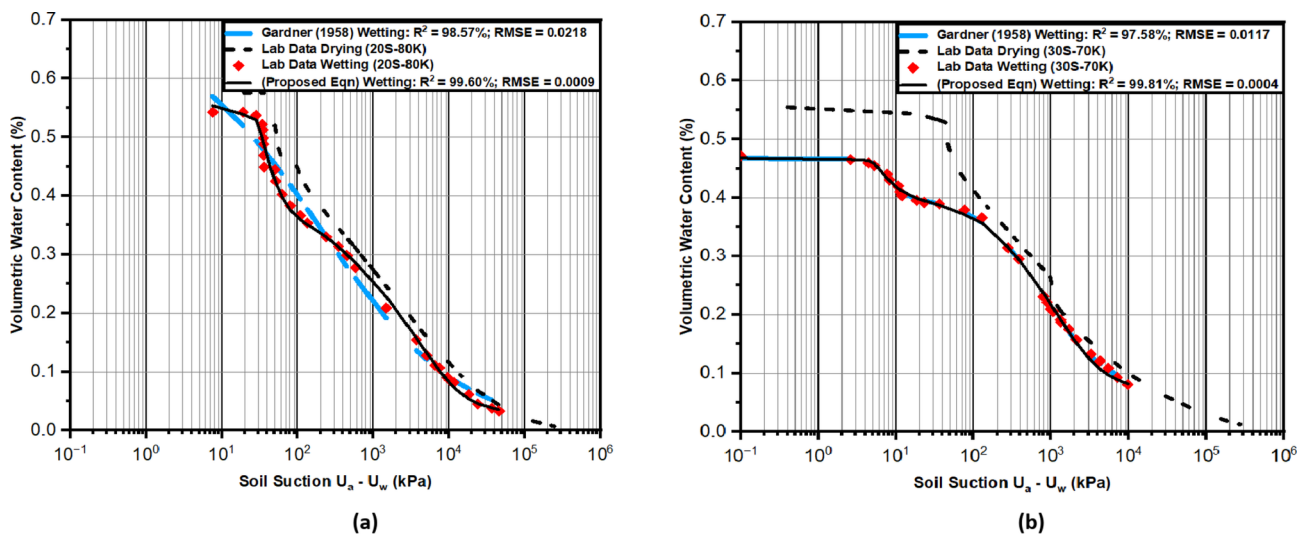 0.7
0.6
0.5
0.4
0.3
0.2
0.1
0.0
Volumetric Water Content (%)
Gardner (1958) Wetting: R² = 98.57%; RMSE = 0.0218
Lab Data Drying (20S-80K)
Lab Data Wetting (20S-80K)
(Proposed Eqn) Wetting: R² = 99.60%; RMSE = 0.0009
10⁻¹ 10⁰ 10¹ 10² 10³ 10⁴ 10⁵ 10⁶
Soil Suction Uₐ - U_w (kPa)
(a)
0.7
0.6
0.5
0.4
0.3
0.2
0.1
0.0
Volumetric Water Content (%)
Gardner (1958) Wetting: R² = 97.58%; RMSE = 0.0117
Lab Data Drying (30S-70K)
Lab Data Wetting (30S-70K)
(Proposed Eqn) Wetting: R² = 99.81%; RMSE = 0.0004
10⁻¹ 10⁰ 10¹ 10² 10³ 10⁴ 10⁵ 10⁶
Soil Suction Uₐ - U_w (kPa)
(b)